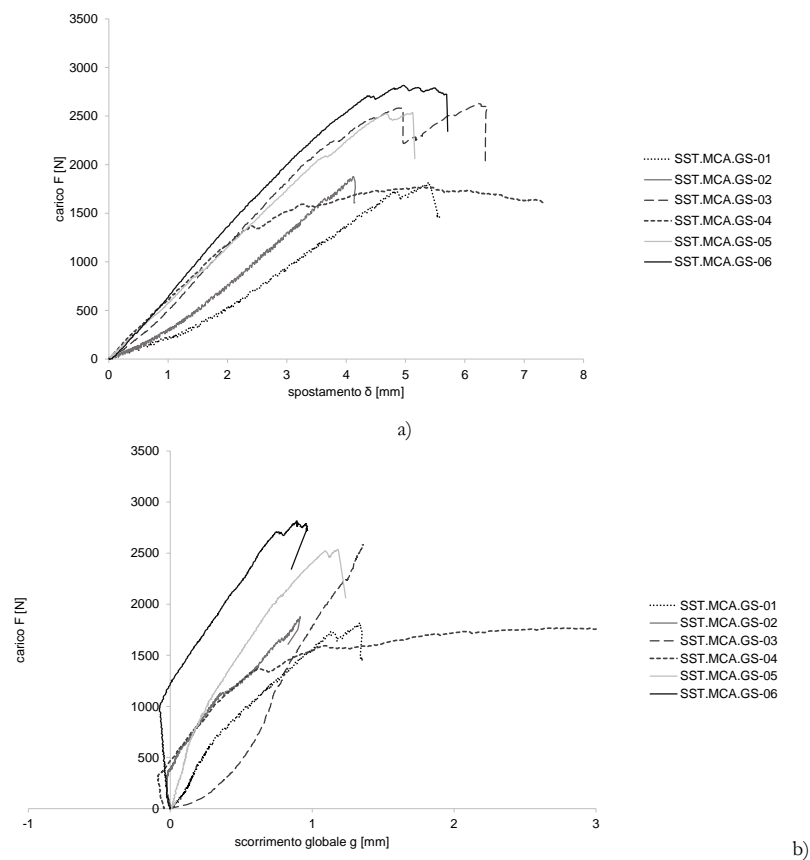 3500
3000
2500
2000
1500
1000
500
0
carico F [N]
0 1 2 3 4 5 6 7 8
spostamento δ [mm]
SST.MCA.GS-01
SST.MCA.GS-02
SST.MCA.GS-03
SST.MCA.GS-04
SST.MCA.GS-05
SST.MCA.GS-06
a)
3500
3000
2500
2000
1500
1000
500
0
carico F [N]
-1 0 1 2 3
scorrimento globale g [mm]
SST.MCA.GS-01
SST.MCA.GS-02
SST.MCA.GS-03
SST.MCA.GS-04
SST.MCA.GS-05
SST.MCA.GS-06
b)